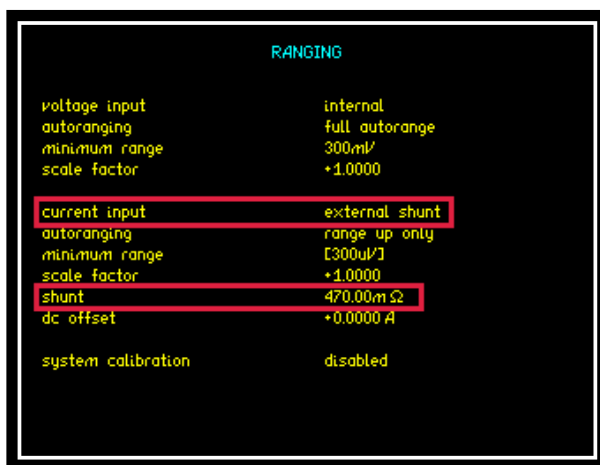 RANGING
voltage input internal
autoranging full autorange
minimum range 300mV
scale factor +1.0000
current input external shunt
autoranging range up only
minimum range [300uV]
scale factor +1.0000
shunt 470.00m Ω
dc offset +0.0000 A
system calibration disabled